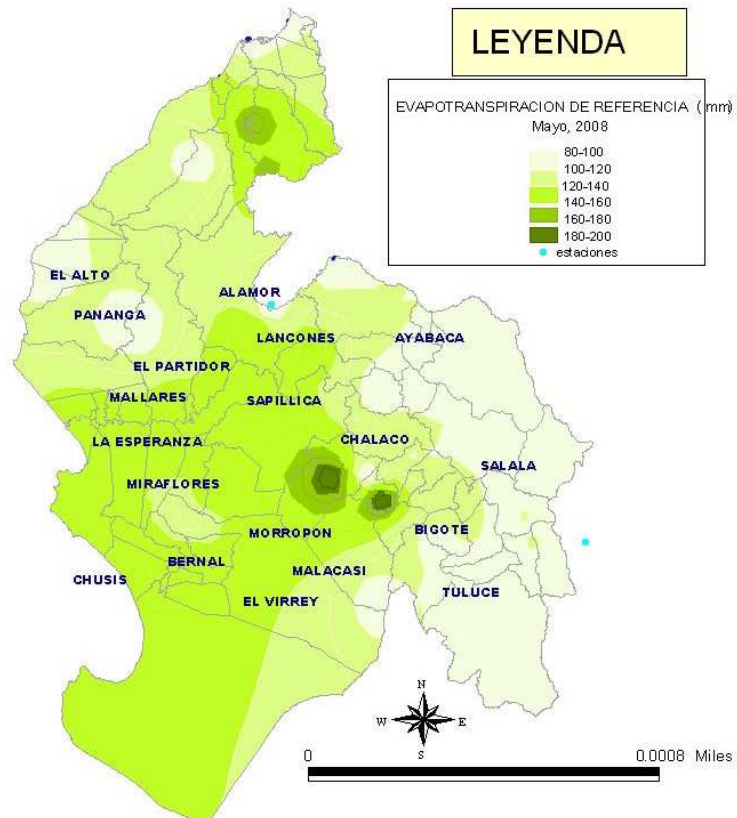 LEYENDA
EVAPOTRANSPIRACION DE REFERENCIA (mm)
Mayo, 2008
80-100
100-120
120-140
140-160
160-180
180-200
estaciones
EL ALTO
ALAMOR
PANANGA
LANCONES
AYABACA
EL PARTIDOR
MALLARES
SAPILLICA
LA ESPERANZA
CHALACO
SALALA
MIRAFLORES
MORROPON
BIGOTE
BERNAL
MALACASI
CHUSIS
EL VIRREY
TULUCE
N
W
E
S
0
0.0008 Miles